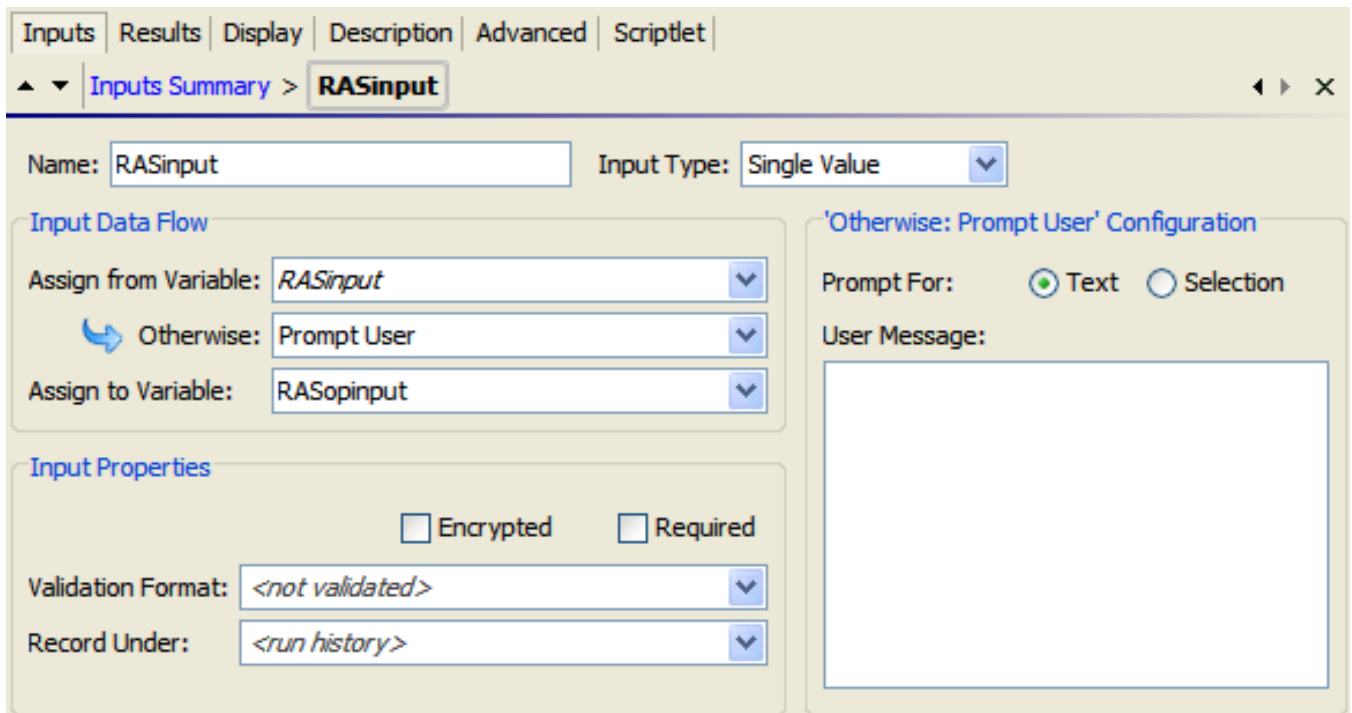 Inputs Results Display Description Advanced Scriptlet
Inputs Summary > RASinput
Name: RASinput Input Type: Single Value
Input Data Flow
Assign from Variable: RASinput
Otherwise: Prompt User
Assign to Variable: RASopinput
Input Properties
Encrypted Required
Validation Format: <not validated>
Record Under: <run history>
'Otherwise: Prompt User' Configuration
Prompt For: Text Selection
User Message: